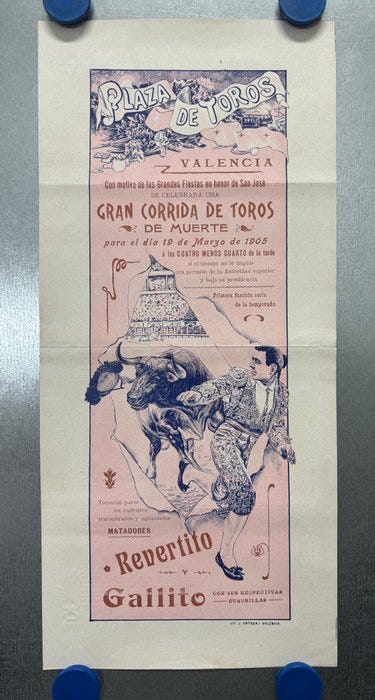 PLAZA
DE TOROS
VALENCIA
Con motivo de las Grandes Fiestas en honor de San José
SE CELEBRARÁ UNA
GRAN CORRIDA DE TOROS
DE MUERTE
para el día 19 de Marzo de 1905
á las CUATRO MENOS CUARTO de la tarde
si el tiempo no lo impide
con permiso de la Autoridad superior
y bajo su presidencia
Primera función seria
de la temporada
Tomarán parte
los valientes
renombrados y aplaudidos
MATADORES
Revertito
Y
Gallito
CON SUS RESPECTIVAS
CUADRILLAS
LIT. J. ORTEGA - VALENCIA